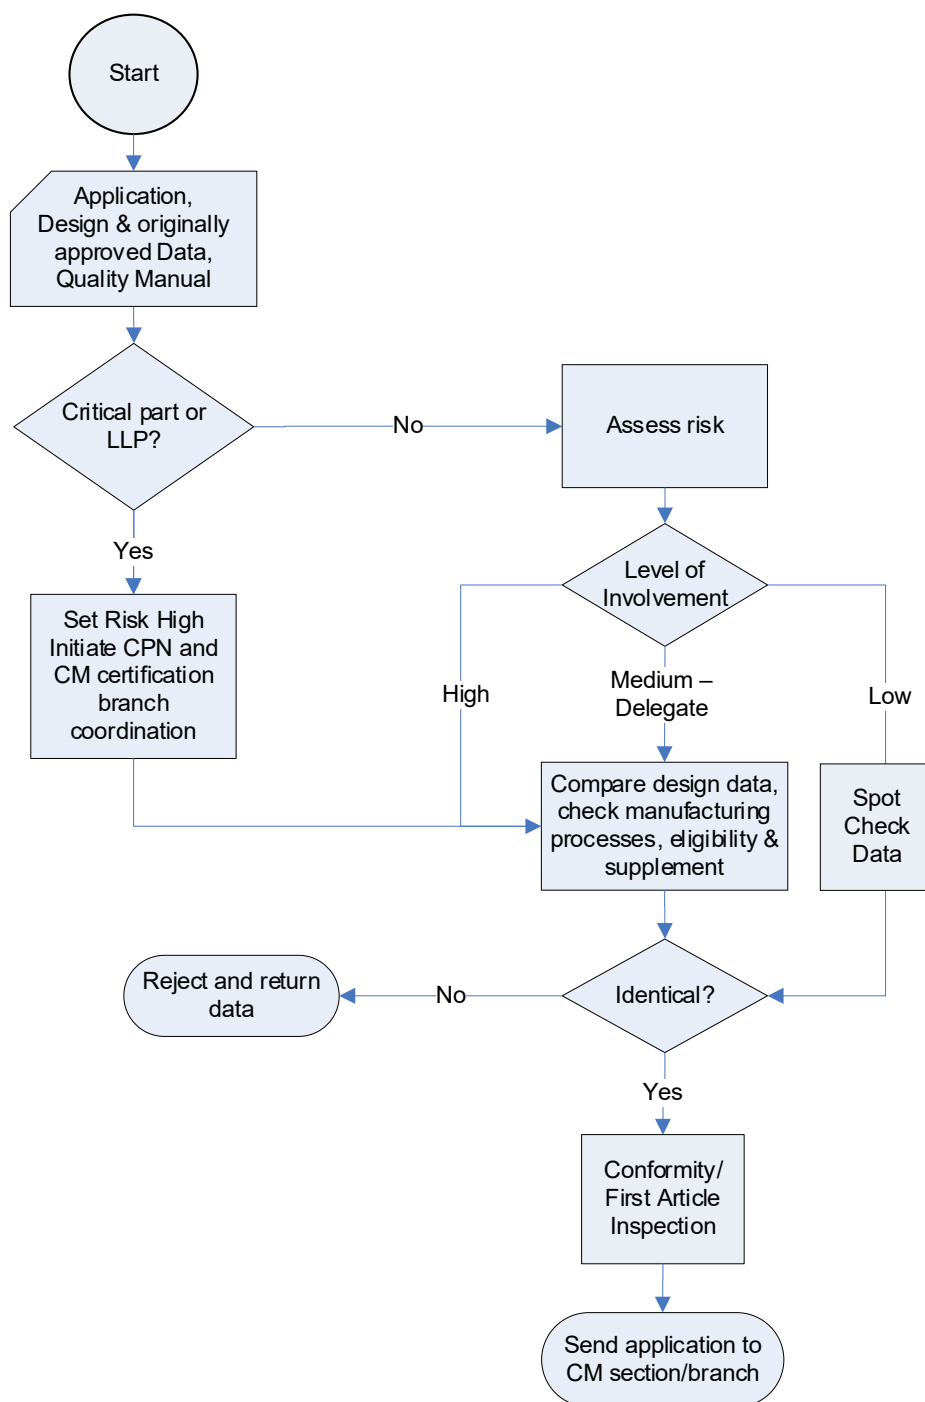 Start
Application,
Design & originally
approved Data,
Quality Manual
Critical part or
LLP?
No
Assess risk
Yes
Level of
Involvement
Set Risk High
Initiate CPN and
CM certification
branch
coordination
High
Medium –
Delegate
Low
Compare design data,
check manufacturing
processes, eligibility &
supplement
Spot
Check
Data
Reject and return
data
No
Identical?
Yes
Conformity/
First Article
Inspection
Send application to
CM section/branch